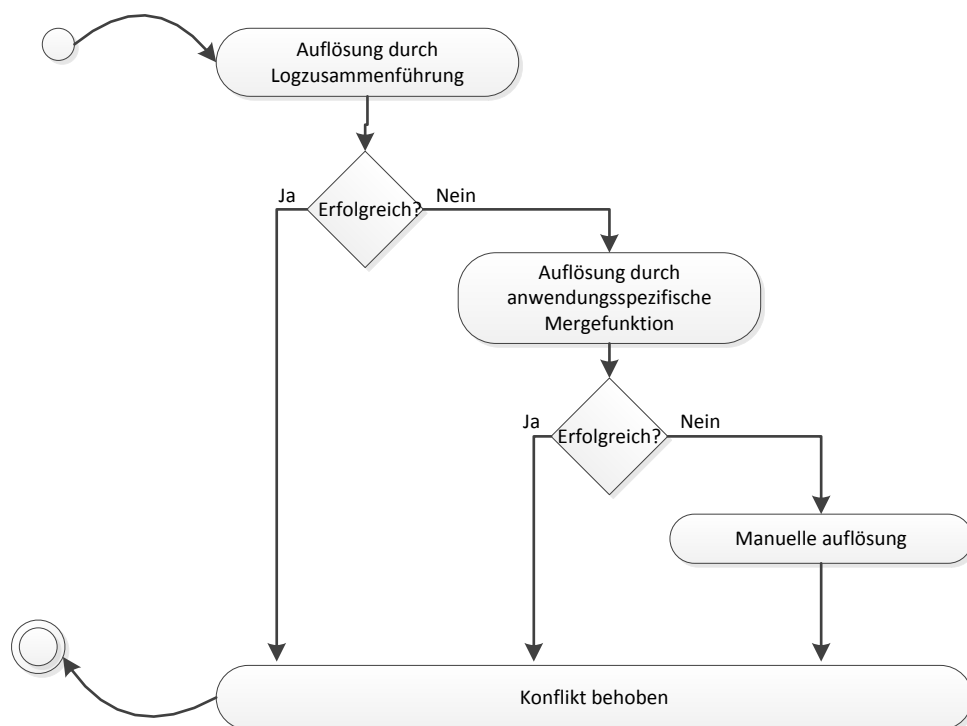 Auflösung durch
Logzusammenführung
Ja
Erfolgreich?
Nein
Auflösung durch
anwendungsspezifische
Mergefunktion
Ja
Erfolgreich?
Nein
Manuelle auflösung
Konflikt behoben